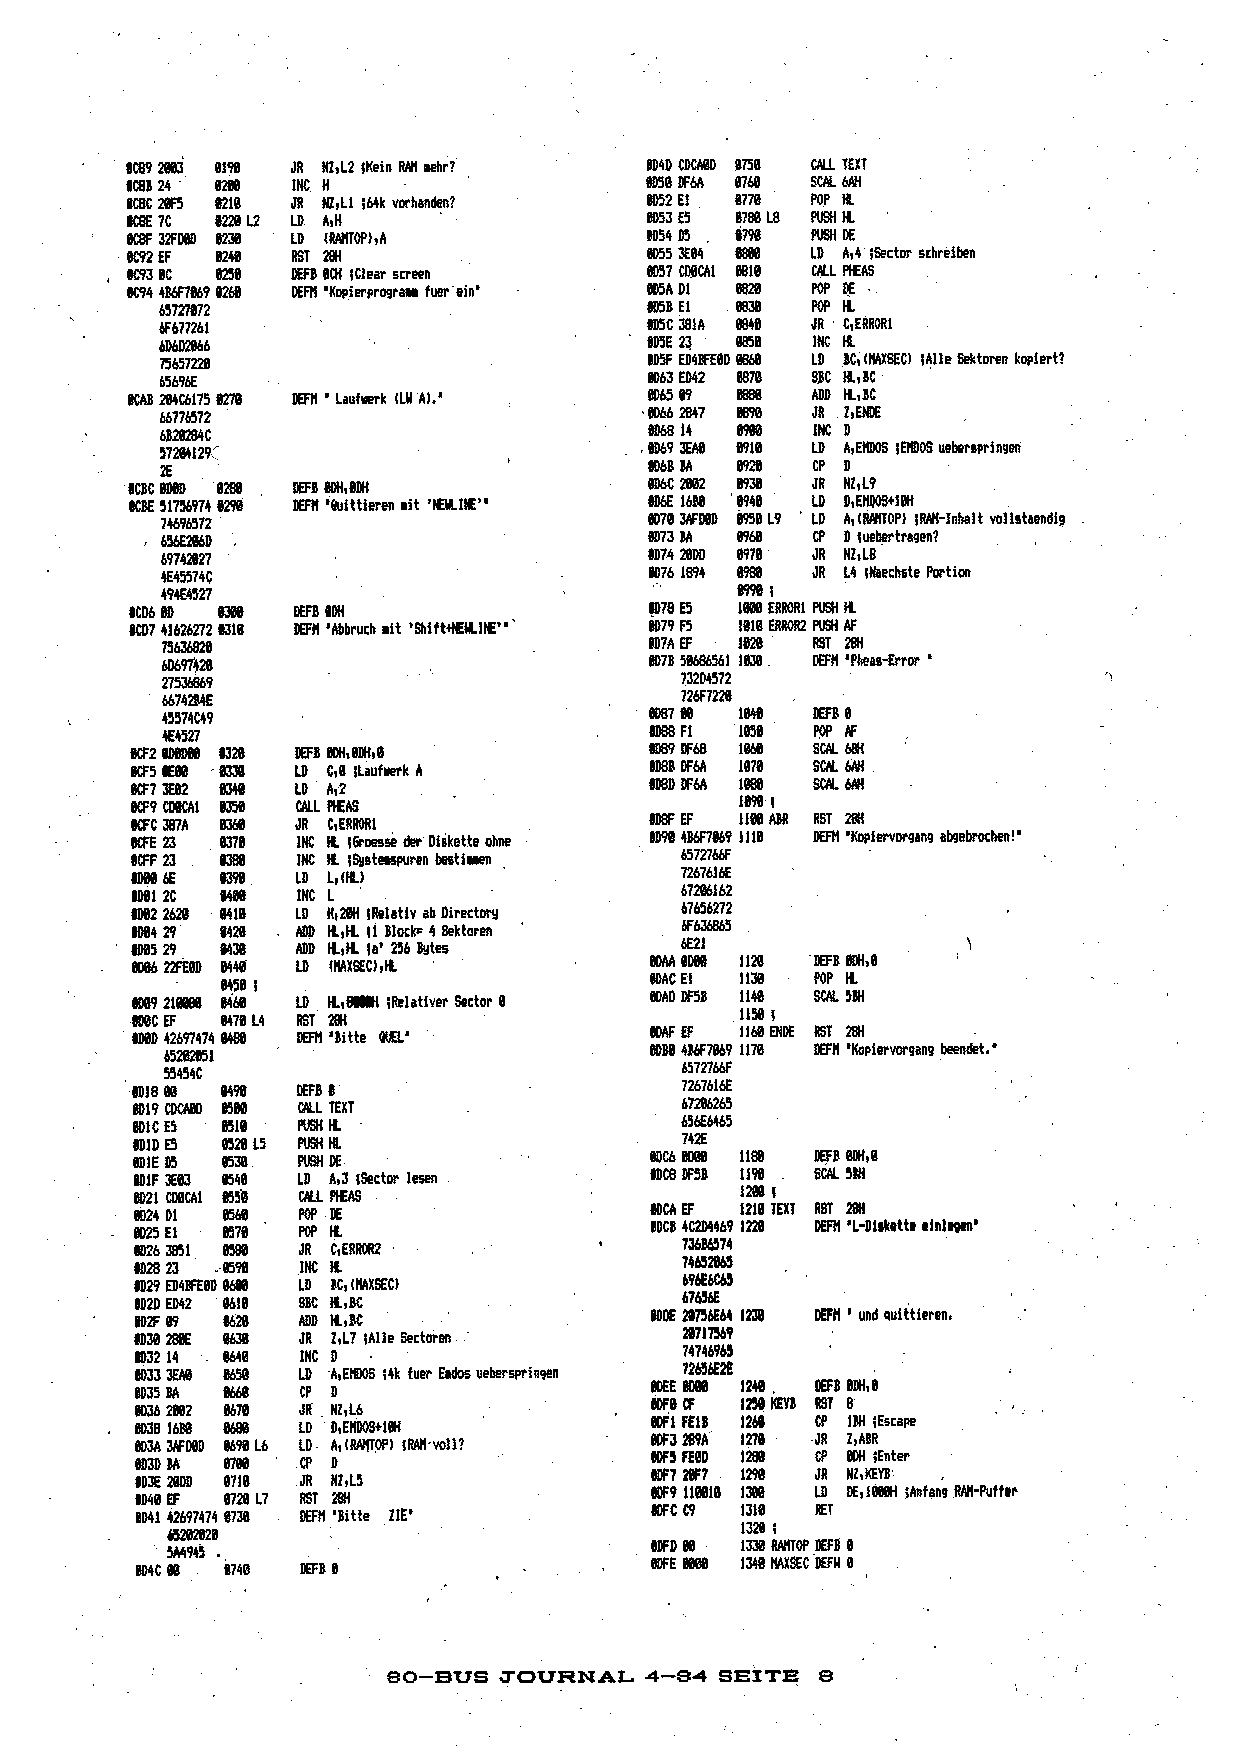 0C89 2003 0190 JR NZ,L2 ;Kein RAM mehr?
0C8B 24 0200 INC H
0C8C 20F5 0210 JR NZ,L1 ;64k vorhanden?
0C8E 7C 0220 L2 LD A,H
0C8F 32FD0D 0230 LD (RAMTOP),A
0C92 EF 0240 RST 28H
0C93 0C 0250 DEFB 0CH ;Clear screen
0C94 4B6F7069 0260 DEFM "Kopierprogramm fuer ein"
65727072
6F677261
6D6D2066
75657220
65696E
0CAB 204C6175 0270 DEFM " Laufwerk (LW A)."
66776572
6B20284C
57204129
2E
0CBC 0D0D 0280 DEFB 0DH,0DH
0CBE 51756974 0290 DEFM "Quittieren mit 'NEWLINE'"
74696572
656E206D
69742027
4E45574C
494E4527
0CD6 0D 0300 DEFB 0DH
0CD7 41626272 0310 DEFM "Abbruch mit 'Shift+NEWLINE'"
75636820
6D697420
27536869
66742B4E
45574C49
4E4527
0CF2 0D0D00 0320 DEFB 0DH,0DH,0
0CF5 0E00 0330 LD C,0 ;Laufwerk A
0CF7 3E02 0340 LD A,2
0CF9 CD0CA1 0350 CALL PHEAS
0CFC 387A 0360 JR C,ERROR1
0CFE 23 0370 INC HL ;Groesse der Diskette ohne
0CFF 23 0380 INC HL ;Systemspuren bestimmen
0D00 6E 0390 LD L,(HL)
0D01 2C 0400 INC L
0D02 2620 0410 LD H,20H ;Relativ ab Directory
0D04 29 0420 ADD HL,HL ;1 Block= 4 Sektoren
0D05 29 0430 ADD HL,HL ;a' 256 Bytes
0D06 22FE0D 0440 LD (MAXSEC),HL
0450 ;
0D09 210000 0460 LD HL,0000H ;Relativer Sector 0
0D0C EF 0470 L4 RST 28H
0D0D 42697474 0480 DEFM "Bitte QUEL"
65202051
55454C
0D18 00 0490 DEFB 0
0D19 CDCA0D 0500 CALL TEXT
0D1C E5 0510 PUSH HL
0D1D E5 0520 L5 PUSH HL
0D1E D5 0530 PUSH DE
0D1F 3E03 0540 LD A,3 ;Sector lesen
0D21 CD0CA1 0550 CALL PHEAS
0D24 D1 0560 POP DE
0D25 E1 0570 POP HL
0D26 3851 0580 JR C,ERROR2
0D28 23 0590 INC HL
0D29 ED4BFE0D 0600 LD BC,(MAXSEC)
0D2D ED42 0610 SBC HL,BC
0D2F 09 0620 ADD HL,BC
0D30 280E 0630 JR Z,L7 ;Alle Sectoren
0D32 14 0640 INC D
0D33 3EA0 0650 LD A,EMDOS ;4k fuer Emdos ueberspringen
0D35 BA 0660 CP D
0D36 2002 0670 JR NZ,L6
0D38 16B0 0680 LD D,EMDOS+10H
0D3A 3AFD0D 0690 L6 LD A,(RAMTOP) ;RAM-voll?
0D3D BA 0700 CP D
0D3E 20DD 0710 JR NZ,L5
0D40 EF 0720 L7 RST 28H
0D41 42697474 0730 DEFM "Bitte ZIE"
65202020
5A4945
0D4C 00 0740 DEFB 0
0D4D CDCA0D 0750 CALL TEXT
0D50 DF6A 0760 SCAL 6AH
0D52 E1 0770 POP HL
0D53 E5 0780 L8 PUSH HL
0D54 D5 0790 PUSH DE
0D55 3E04 0800 LD A,4 ;Sector schreiben
0D57 CD0CA1 0810 CALL PHEAS
0D5A D1 0820 POP DE
0D5B E1 0830 POP HL
0D5C 381A 0840 JR C,ERROR1
0D5E 23 0850 INC HL
0D5F ED4BFE0D 0860 LD BC,(MAXSEC) ;Alle Sektoren kopiert?
0D63 ED42 0870 SBC HL,BC
0D65 09 0880 ADD HL,BC
0D66 2847 0890 JR Z,ENDE
0D68 14 0900 INC D
0D69 3EA0 0910 LD A,EMDOS ;EMDOS ueberspringen
0D6B BA 0920 CP D
0D6C 2002 0930 JR NZ,L9
0D6E 16B0 0940 LD D,EMDOS+10H
0D70 3AFD0D 0950 L9 LD A,(RAMTOP) ;RAM-Inhalt vollstaendig
0D73 BA 0960 CP D ;uebertragen?
0D74 20DD 0970 JR NZ,L8
0D76 1894 0980 JR L4 ;Naechste Portion
0990 ;
0D78 E5 1000 ERROR1 PUSH HL
0D79 F5 1010 ERROR2 PUSH AF
0D7A EF 1020 RST 28H
0D7B 50686561 1030 DEFM "Pheas-Error "
732D4572
726F7220
0D87 00 1040 DEFB 0
0D88 F1 1050 POP AF
0D89 DF68 1060 SCAL 68H
0D8B DF6A 1070 SCAL 6AH
0D8D DF6A 1080 SCAL 6AH
1090 ;
0D8F EF 1100 ABR RST 28H
0D90 4B6F7069 1110 DEFM "Kopiervorgang abgebrochen!"
6572766F
7267616E
67206162
67656272
6F636865
6E21
0DAA 0D00 1120 DEFB 0DH,0
0DAC E1 1130 POP HL
0DAD DF5B 1140 SCAL 5BH
1150 ;
0DAF EF 1160 ENDE RST 28H
0DB0 4B6F7069 1170 DEFM "Kopiervorgang beendet."
6572766F
7267616E
67206265
656E6465
742E
0DC6 0D00 1180 DEFB 0DH,0
0DC8 DF5B 1190 SCAL 5BH
1200 ;
0DCA EF 1210 TEXT RST 28H
0DCB 4C2D4469 1220 DEFM "L-Diskette einlegen"
736B6574
74652065
696E6C65
67656E
0DDE 20756E64 1230 DEFM " und quittieren.
20717569
74746965
72656E2E
0DEE 0D00 1240 DEFB 0DH,0
0DF0 CF 1250 KEYB RST 8
0DF1 FE1B 1260 CP 1BH ;Escape
0DF3 289A 1270 JR Z,ABR
0DF5 FE0D 1280 CP 0DH ;Enter
0DF7 20F7 1290 JR NZ,KEYB
0DF9 110010 1300 LD DE,1000H ;Anfang RAM-Puffer
0DFC C9 1310 RET
1320 ;
0DFD 00 1330 RAMTOP DEFB 0
0DFE 0000 1340 MAXSEC DEFW 0
80-BUS JOURNAL 4-84 SEITE 8